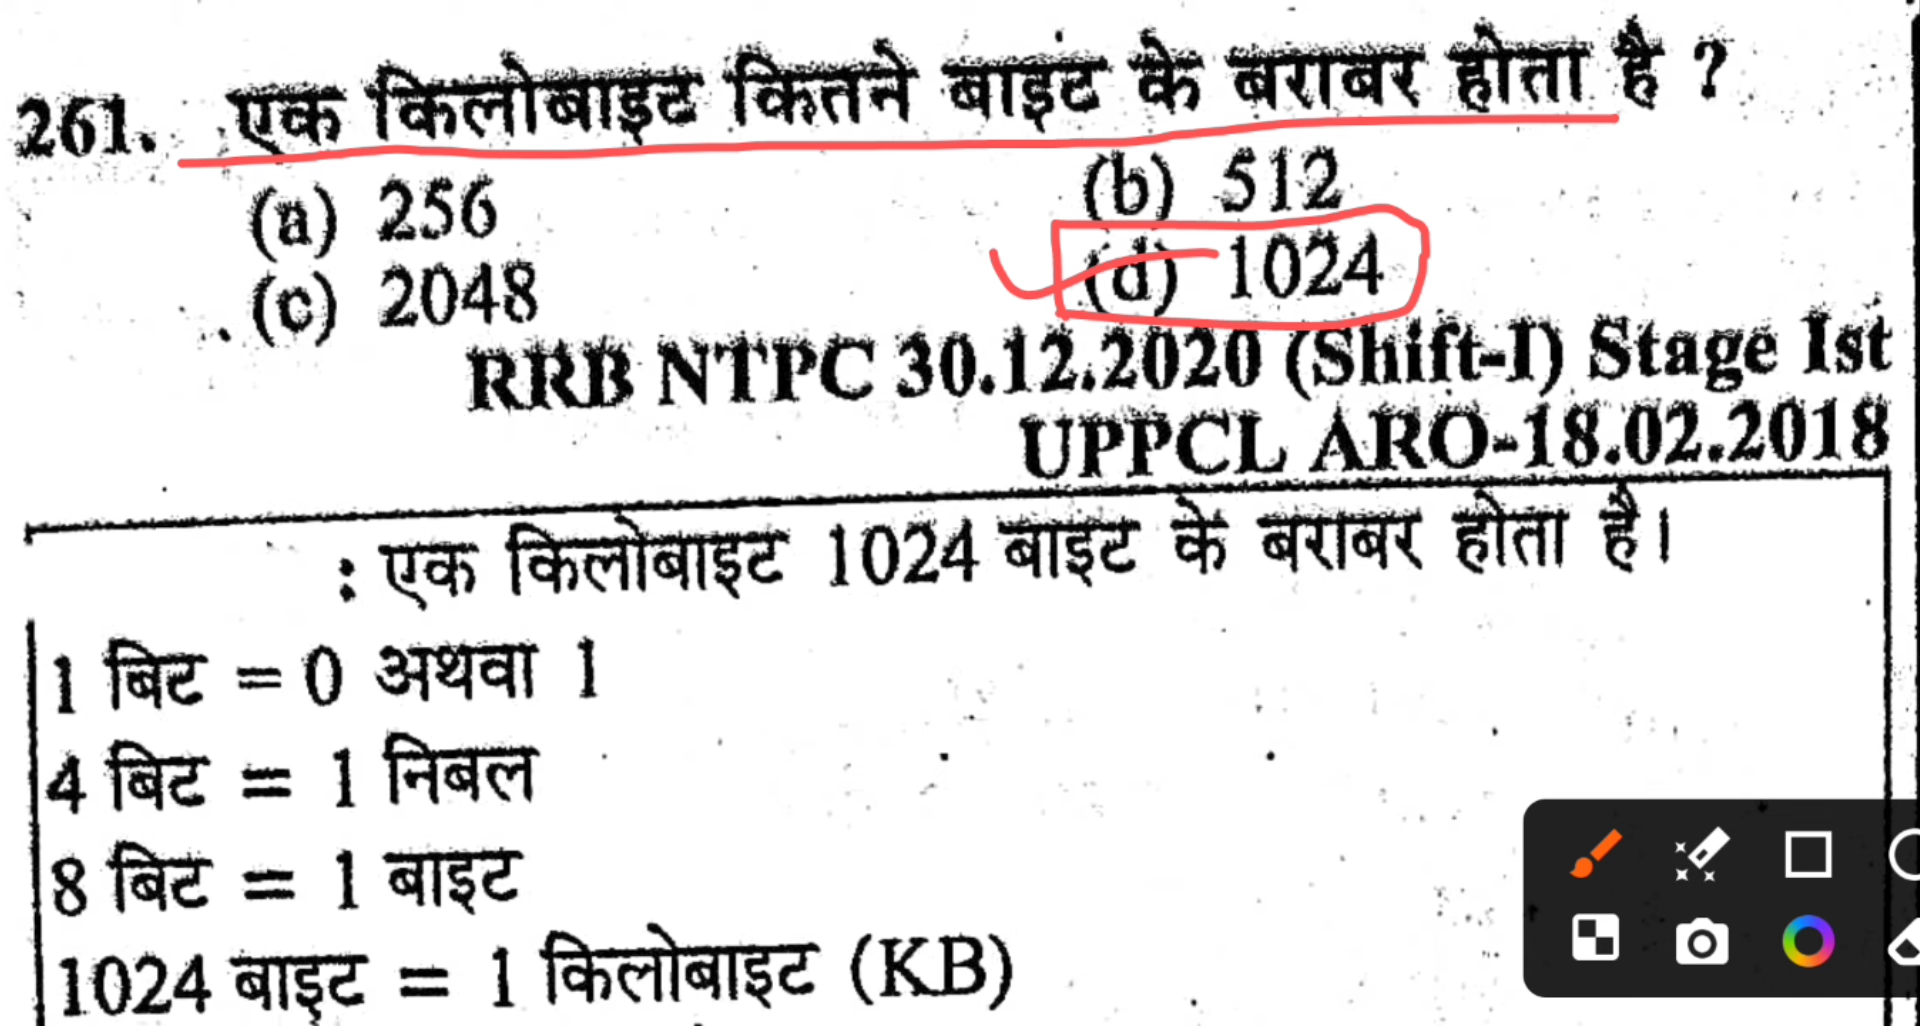 261. एक किलोबाइट कितने बाइट के बराबर होता है ?
(a) 256 (b) 512
(c) 2048 (d) 1024
RRB NTPC 30.12.2020 (Shift-I) Stage Ist
UPPCL ARO-18.02.2018
: एक किलोबाइट 1024 बाइट के बराबर होता है।
1 बिट = 0 अथवा 1
4 बिट = 1 निबल
8 बिट = 1 बाइट
1024 बाइट = 1 किलोबाइट (KB)